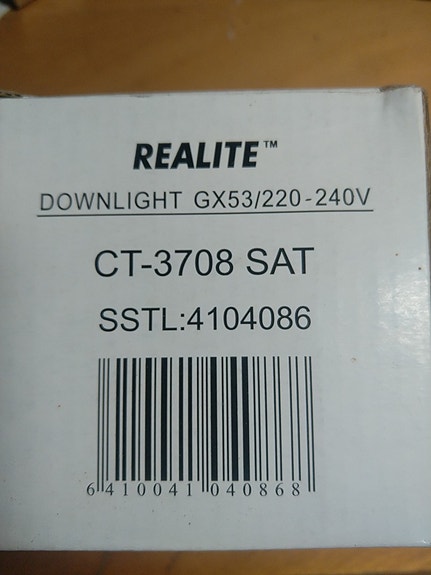 REALITE™
DOWNLIGHT GX53/220-240V
CT-3708 SAT
SSTL:4104086
6 410041 040868